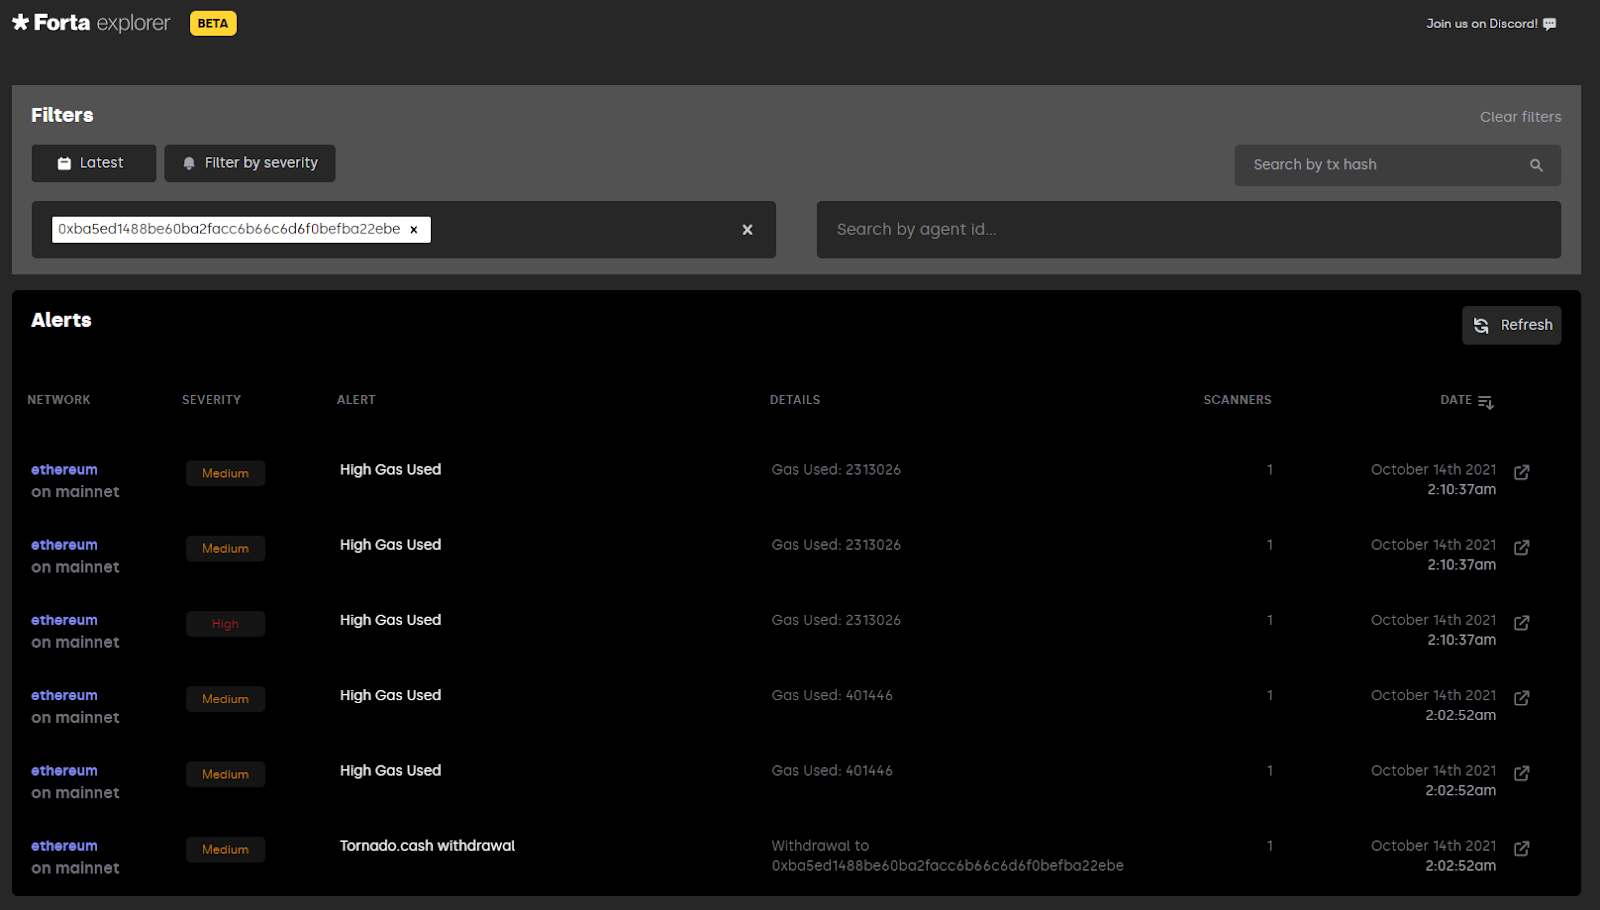 Forta explorer BETA
Join us on Discord!
Filters
Clear filters
Latest
Filter by severity
Search by tx hash
0xba5ed1488be60ba2facc6b66c6d6f0befba22ebe ×
Search by agent id...
Alerts
Refresh
NETWORK SEVERITY ALERT DETAILS SCANNERS DATE
ethereum Medium High Gas Used Gas Used: 2313026 1 October 14th 2021
on mainnet 2:10:37am
ethereum Medium High Gas Used Gas Used: 2313026 1 October 14th 2021
on mainnet 2:10:37am
ethereum High High Gas Used Gas Used: 2313026 1 October 14th 2021
on mainnet 2:10:37am
ethereum Medium High Gas Used Gas Used: 401446 1 October 14th 2021
on mainnet 2:02:52am
ethereum Medium High Gas Used Gas Used: 401446 1 October 14th 2021
on mainnet 2:02:52am
ethereum Medium Tornado.cash withdrawal Withdrawal to 1 October 14th 2021
on mainnet 0xba5ed1488be60ba2facc6b66c6d6f0befba22ebe 2:02:52am